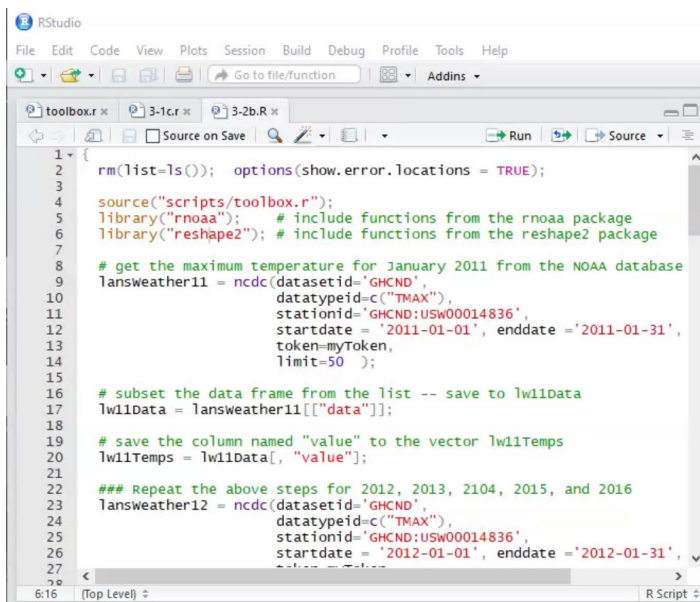 RStudio
File Edit Code View Plots Session Build Debug Profile Tools Help
Go to file/function Addins
toolbox.r × 3-1c.r × 3-2b.R ×
Source on Save Run Source
1 {
2 rm(list=ls()); options(show.error.locations = TRUE);
3
4 source("scripts/toolbox.r");
5 library("rnoaa"); # include functions from the rnoaa package
6 library("reshape2"); # include functions from the reshape2 package
7
8 # get the maximum temperature for January 2011 from the NOAA database
9 lansWeather11 = ncdc(datasetid='GHCND',
10 datatypeid=c("TMAX"),
11 stationid='GHCND:USW00014836',
12 startdate = '2011-01-01', enddate ='2011-01-31',
13 token=myToken,
14 limit=50 );
15
16 # subset the data frame from the list -- save to lw11Data
17 lw11Data = lansWeather11[["data"]];
18
19 # save the column named "value" to the vector lw11Temps
20 lw11Temps = lw11Data[, "value"];
21
22 ### Repeat the above steps for 2012, 2013, 2104, 2015, and 2016
23 lansWeather12 = ncdc(datasetid='GHCND',
24 datatypeid=c("TMAX"),
25 stationid='GHCND:USW00014836',
26 startdate = '2012-01-01', enddate ='2012-01-31',
27
28
6:16 (Top Level) R Script